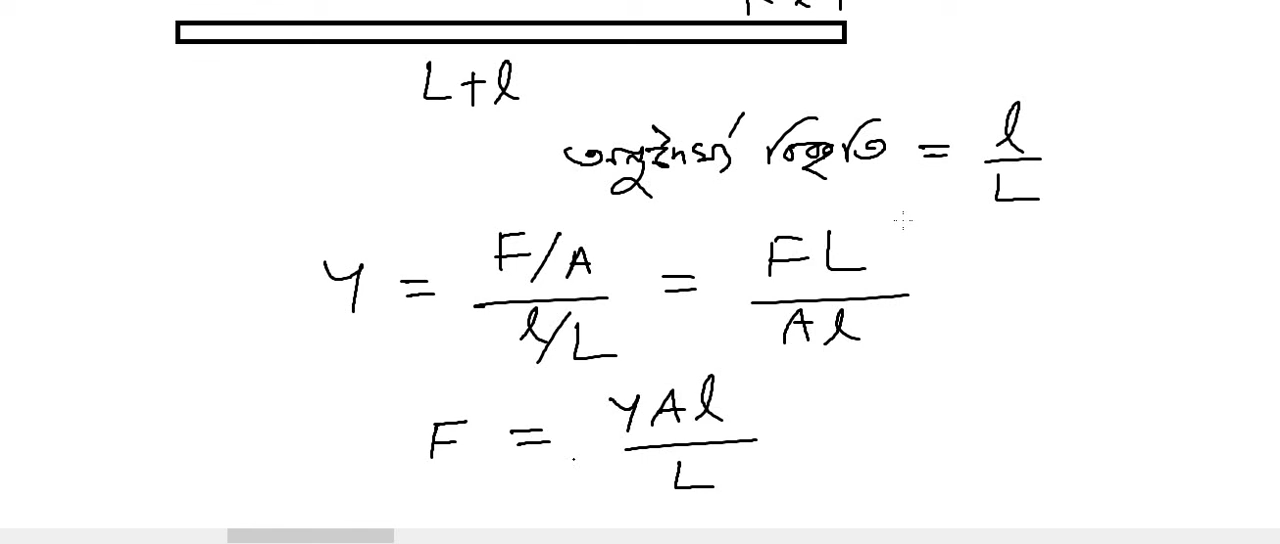 L+l
অনুদৈর্ঘ্য বিকৃতি = l/L
Y = (F/A)/(l/L) = FL/Al
F = YAl/L